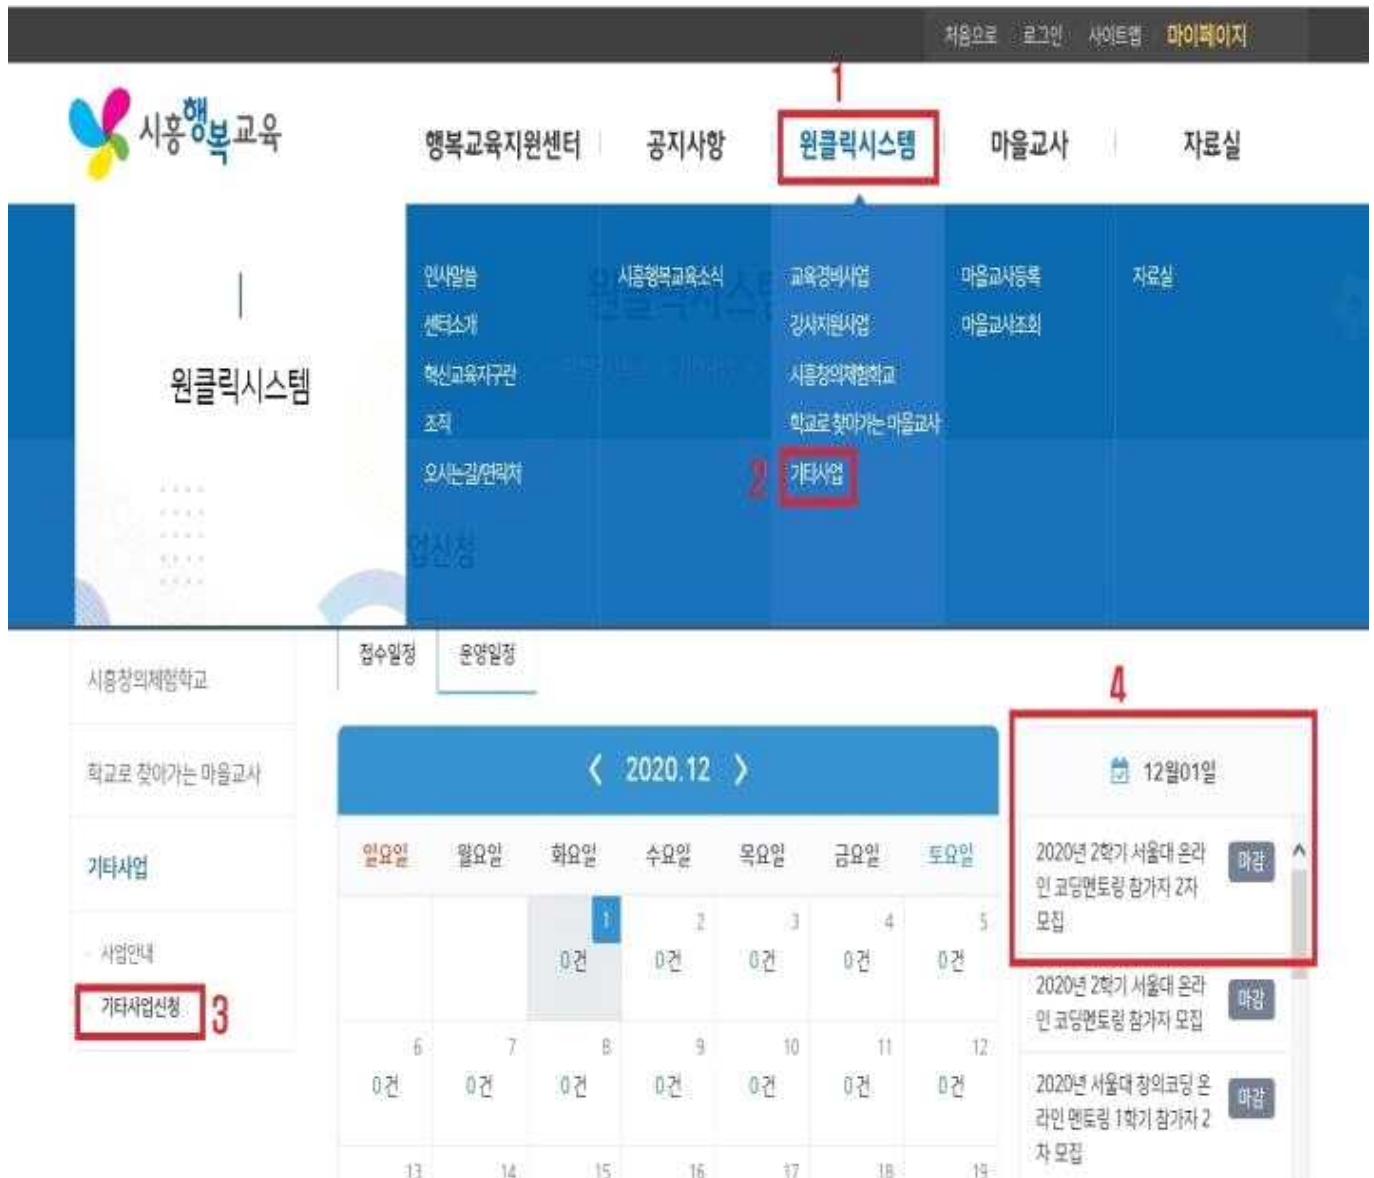 처음으로 로그인 사이트맵 마이페이지
1
시흥행복교육
행복교육지원센터 공지사항 원클릭시스템 마을교사 자료실
원클릭시스템
인사말씀 시흥행복교육소식 교육경비사업 마을교사등록 자료실
센터소개 강사지원사업 마을교사조회
혁신교육지구란 시흥창의체험학교
조직 학교로 찾아가는 마을교사
오시는길/연락처 2 기타사업
업신청
접수일정 운영일정
시흥창의체험학교
학교로 찾아가는 마을교사
기타사업
- 사업안내
- 기타사업신청 3
〈 2020.12 〉
일요일 월요일 화요일 수요일 목요일 금요일 토요일
1 2 3 4 5
0건 0건 0건 0건 0건
6 7 8 9 10 11 12
0건 0건 0건 0건 0건 0건 0건
13 14 15 16 17 18 19
4
12월01일
2020년 2학기 서울대 온라
인 코딩멘토링 참가자 2차
모집
마감
2020년 2학기 서울대 온라
인 코딩멘토링 참가자 모집
마감
2020년 서울대 창의코딩 온
라인 멘토링 1학기 참가자 2
차 모집
마감